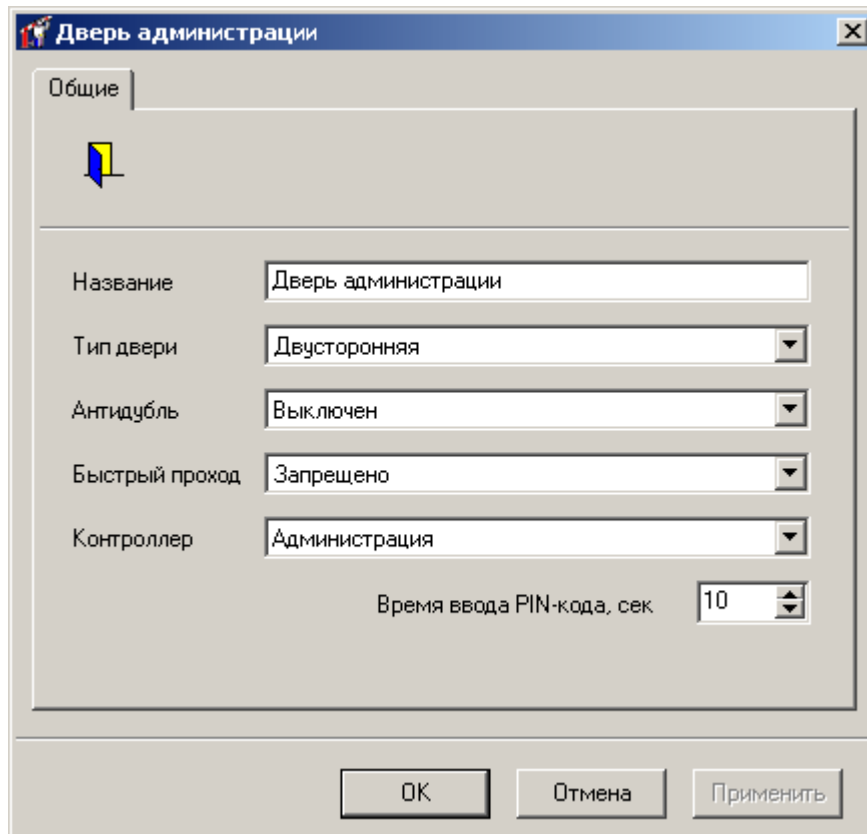 Дверь администрации
Общие
Название Дверь администрации
Тип двери Двусторонняя
Антидубль Выключен
Быстрый проход Запрещено
Контроллер Администрация
Время ввода PIN-кода, сек 10
OK Отмена Применить